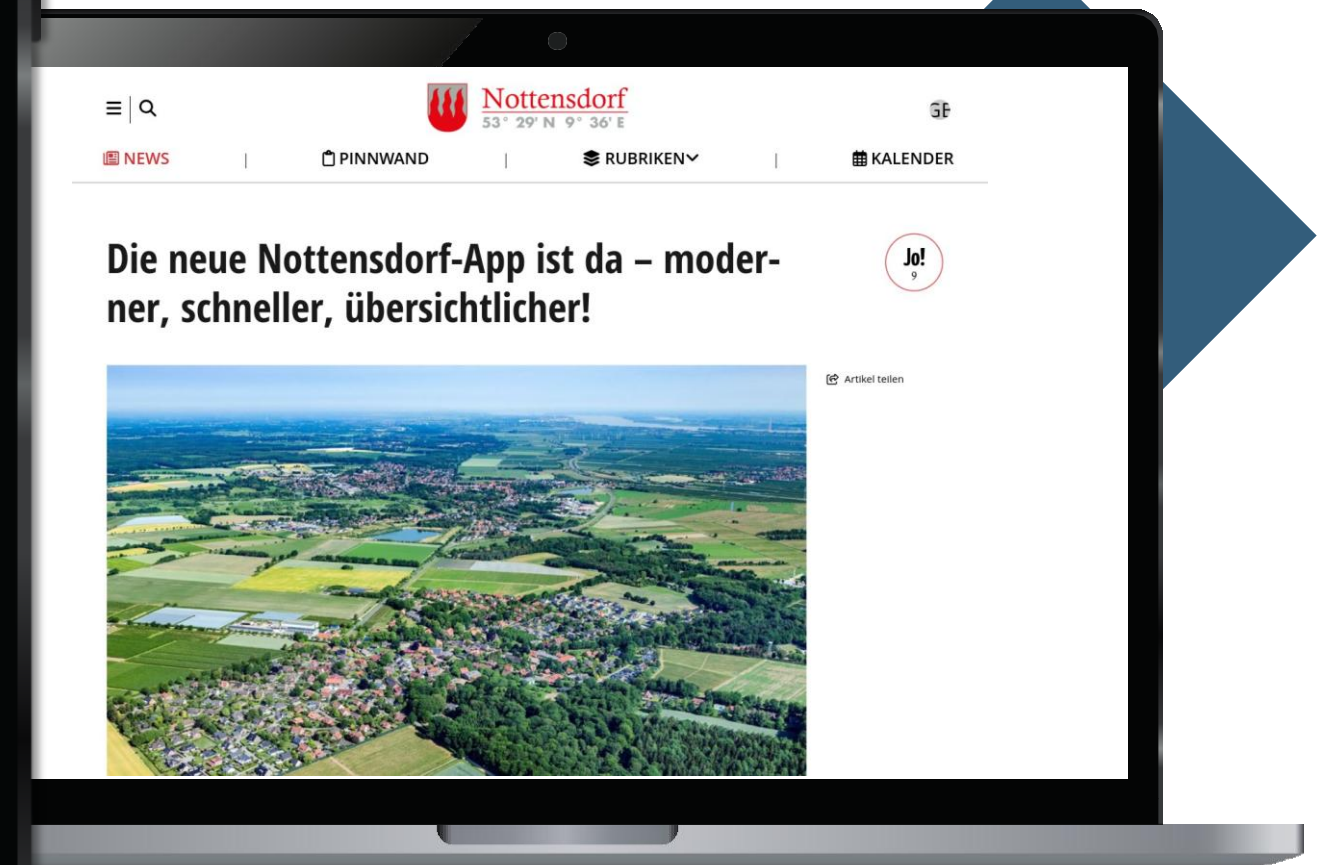 Nottensdorf
53° 29' N 9° 36' E
GE
NEWS | PINNWAND | RUBRIKEN | KALENDER
Die neue Nottensdorf-App ist da – moder-
ner, schneller, übersichtlicher!
Jo!
9
Artikel teilen